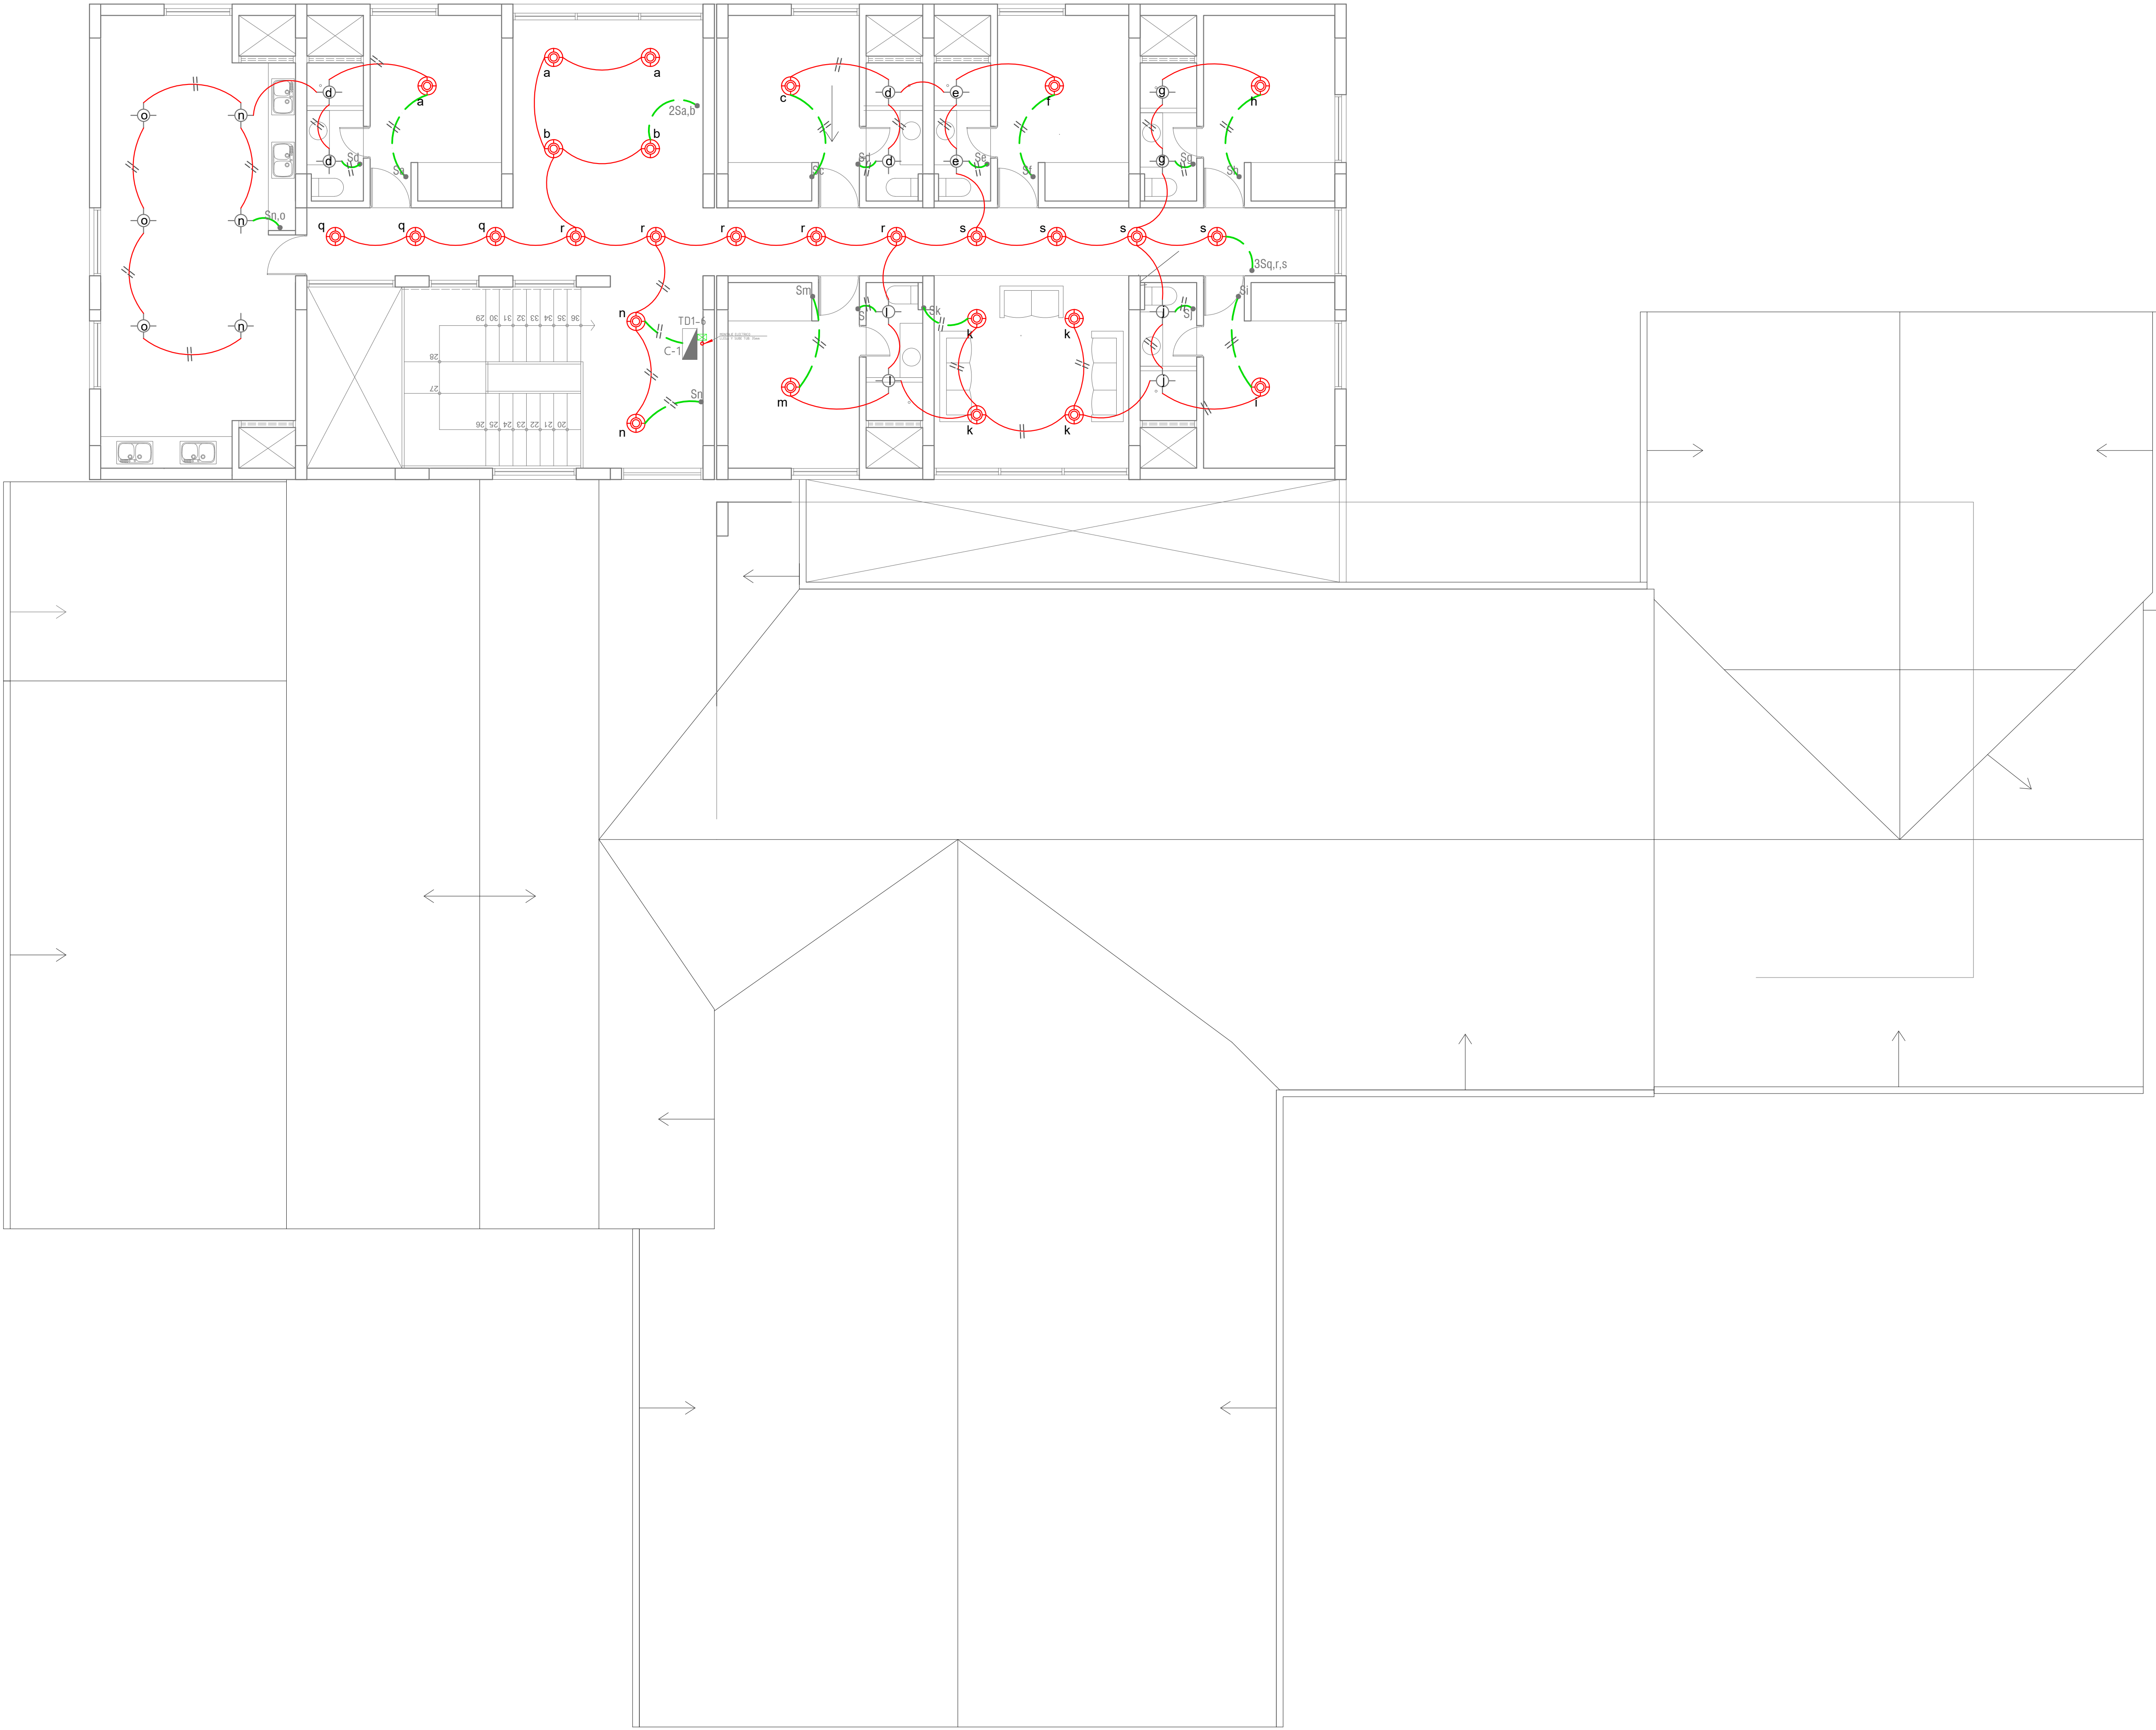 a a
2Sa,b
b b
d
a
d Sd
Sa
o n
o n
Sn,o
o n
c
d e
f
g
h
Sc
Sd d
e Se
Sf
g Sg
Sh
q q q r r r r r s s s s
3Sq,r,s
29 30 31 32 33 34 35 36
28
27
26 25 24 23 22 21 20
n
TD1-6
C-1
Sn
n
Sm
S
l
Sk
k k
j
Sj
Si
m
l
k k
j
i